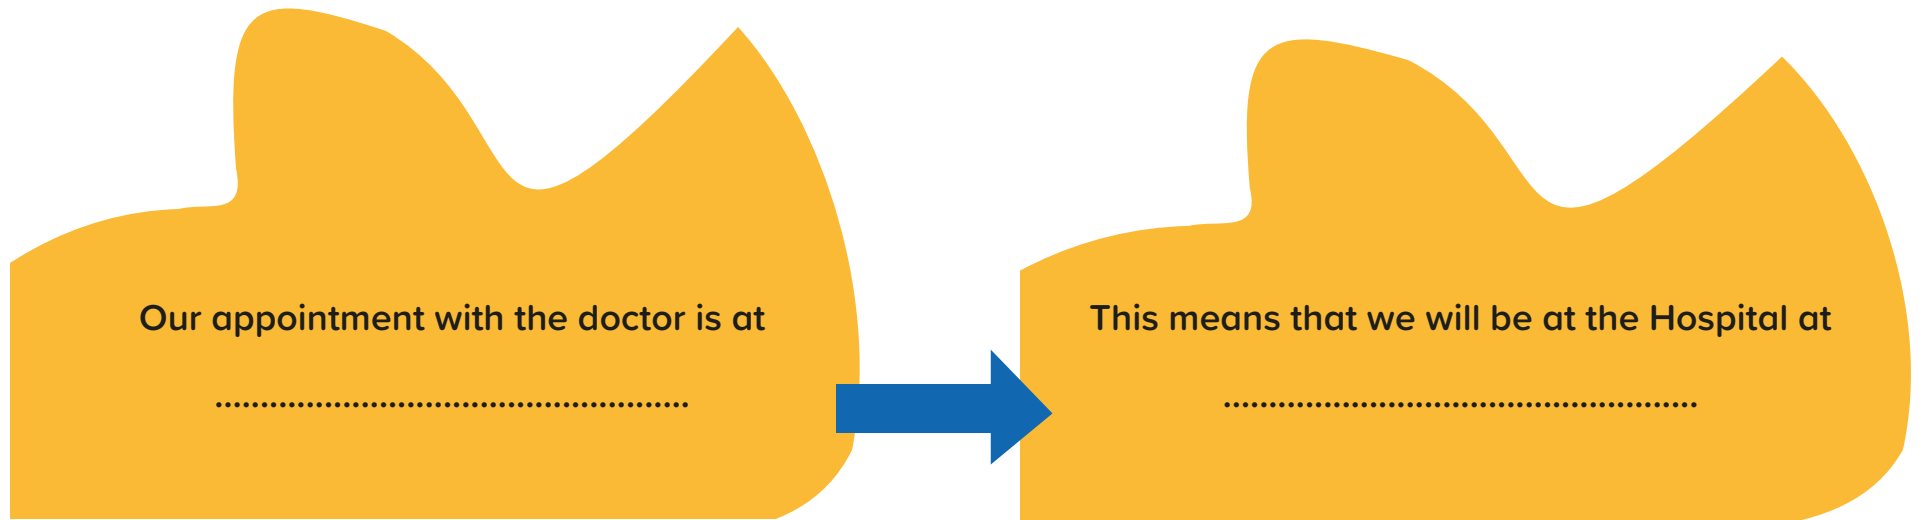 Our appointment with the doctor is at
....................................................
This means that we will be at the Hospital at
....................................................